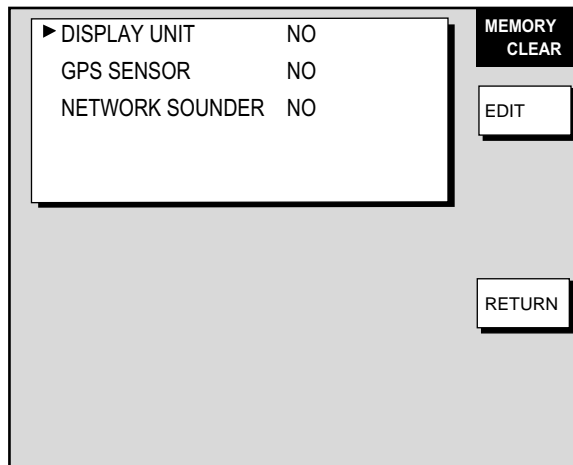 DISPLAY UNIT NO
GPS SENSOR NO
NETWORK SOUNDER NO
MEMORY
CLEAR
EDIT
RETURN